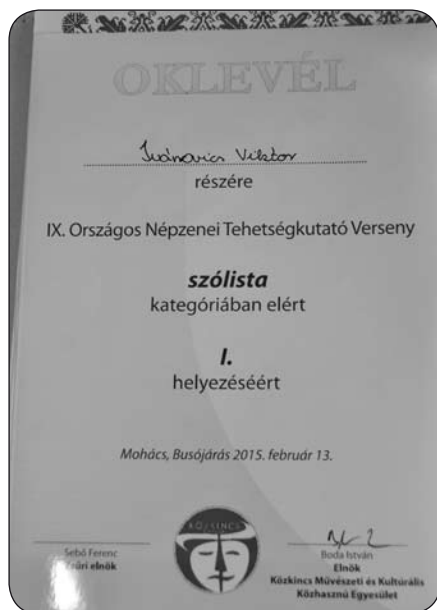 OKLEVÉL
Ivánovics Viktor
részére
IX. Országos Népzenei Tehetségkutató Verseny
szólista
kategóriában elért
I.
helyezéséért
Mohács, Busójárás 2015. február 13.
KÖZKINCS
Sebő Ferenc
zsűri elnök
Boda István
Elnök
Közkincs Művészeti és Kulturális
Közhasznú Egyesület